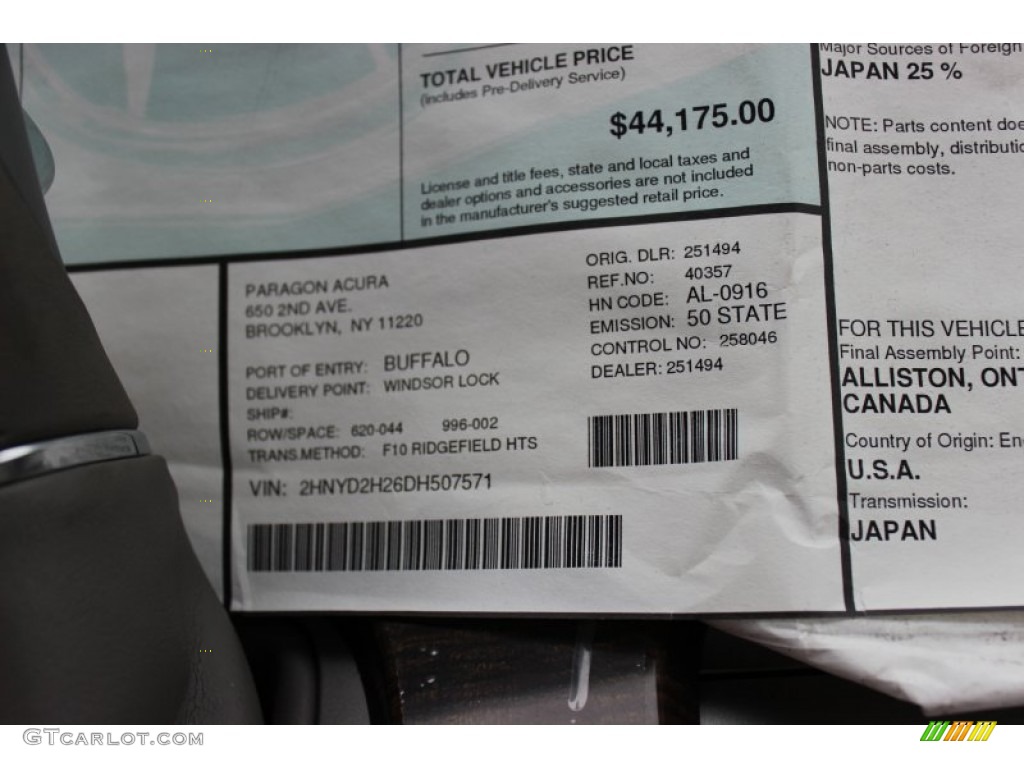 TOTAL VEHICLE PRICE
(includes Pre-Delivery Service)
$44,175.00
License and title fees, state and local taxes and
dealer options and accessories are not included
in the manufacturer's suggested retail price.
Major Sources of Foreign
JAPAN 25 %
NOTE: Parts content doe
final assembly, distributio
non-parts costs.
PARAGON ACURA
650 2ND AVE.
BROOKLYN, NY 11220
PORT OF ENTRY: BUFFALO
DELIVERY POINT: WINDSOR LOCK
SHIP#:
ROW/SPACE: 620-044 996-002
TRANS.METHOD: F10 RIDGEFIELD HTS
VIN: 2HNYD2H26DH507571
ORIG. DLR: 251494
REF.NO: 40357
HN CODE: AL-0916
EMISSION: 50 STATE
CONTROL NO: 258046
DEALER: 251494
FOR THIS VEHICLE
Final Assembly Point:
ALLISTON, ONT
CANADA
Country of Origin: En
U.S.A.
Transmission:
JAPAN
GTCARLOT.COM